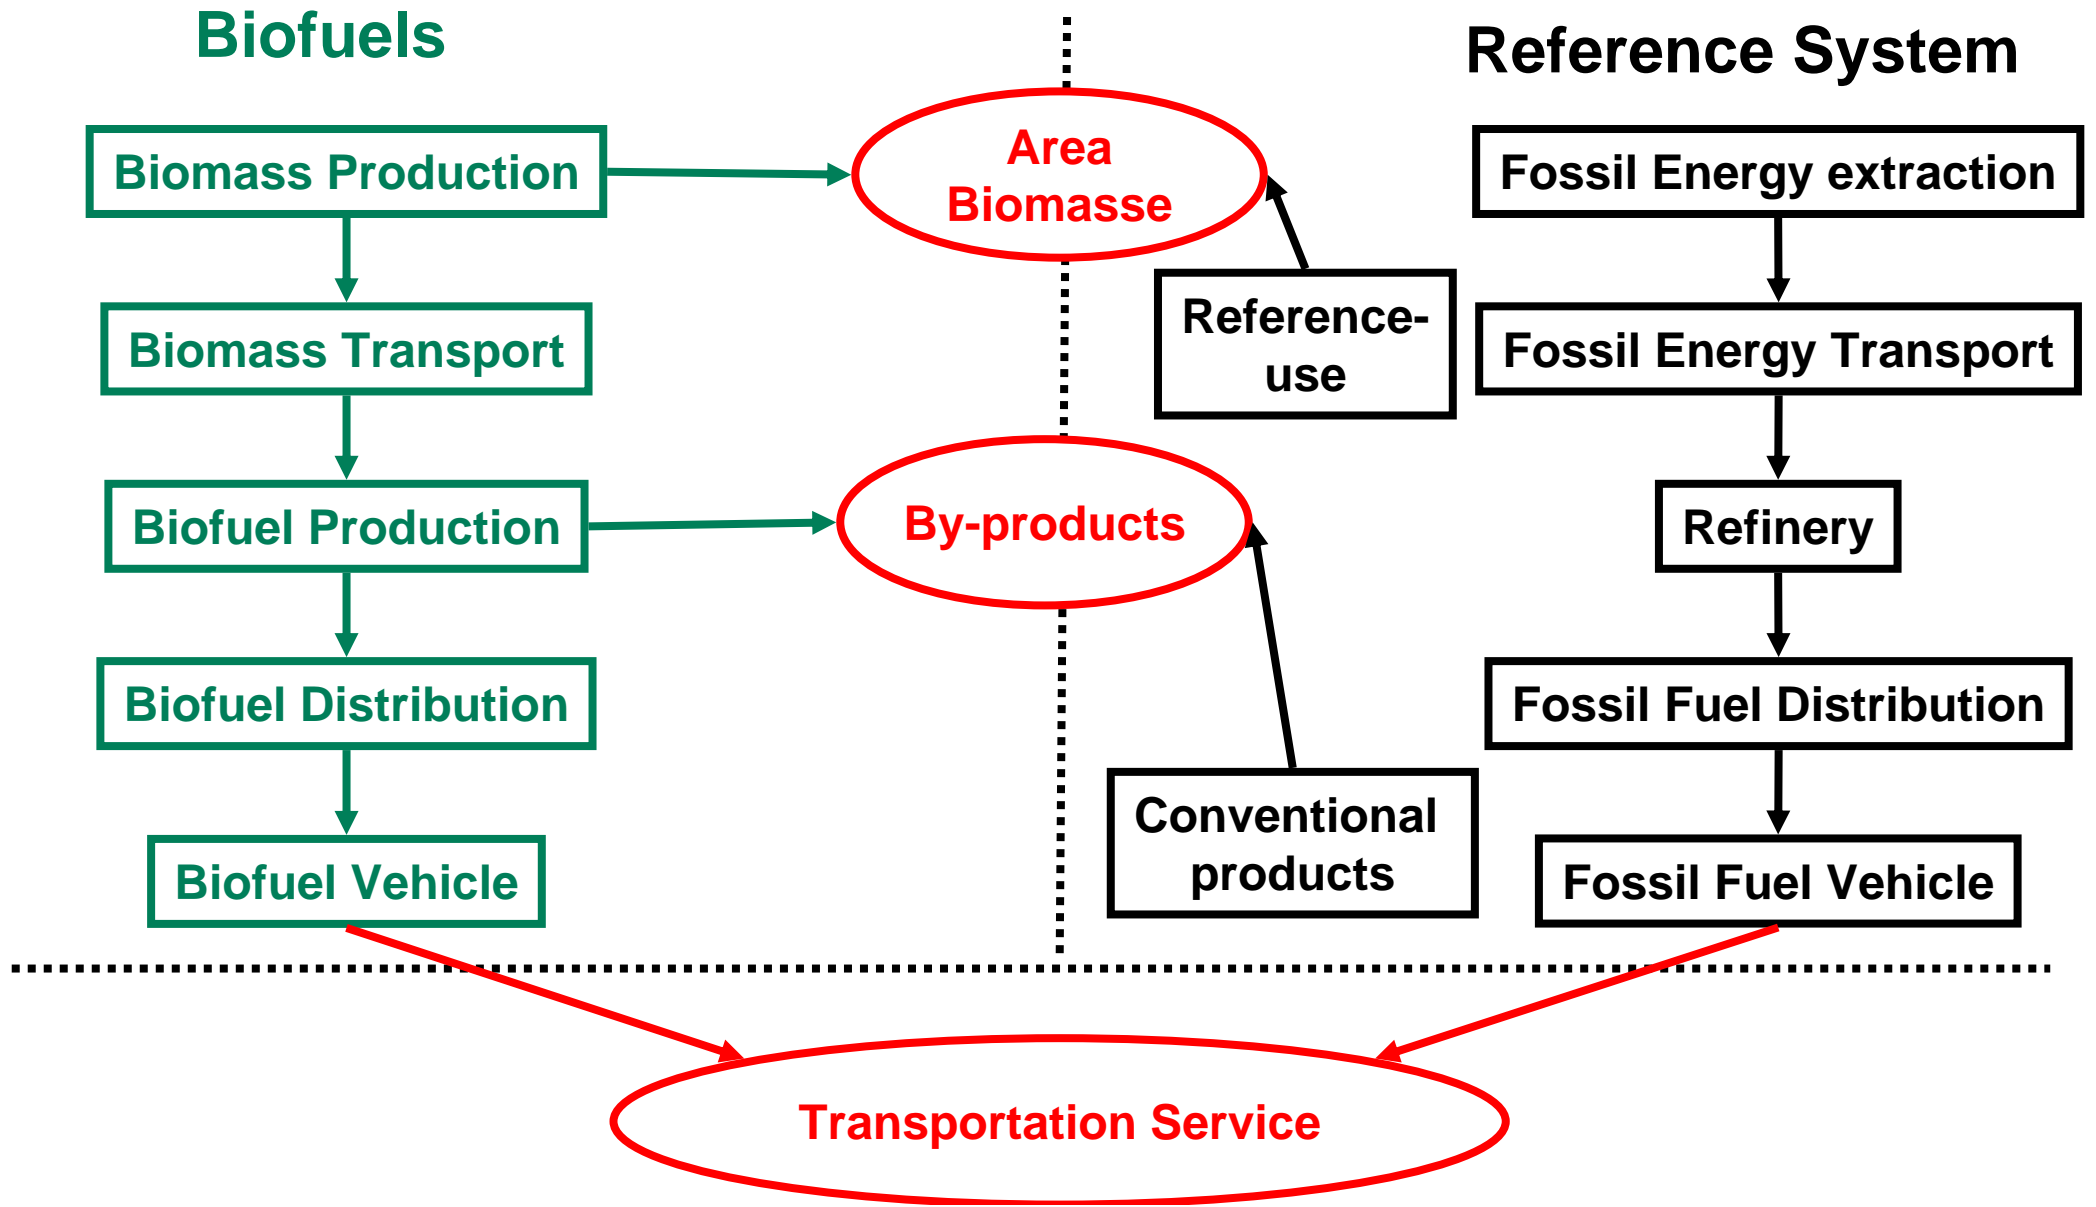 Biofuels
Reference System
Biomass Production
Area
Biomasse
Fossil Energy extraction
Biomass Transport
Reference-
use
Fossil Energy Transport
Biofuel Production
By-products
Refinery
Biofuel Distribution
Fossil Fuel Distribution
Biofuel Vehicle
Conventional
products
Fossil Fuel Vehicle
Transportation Service